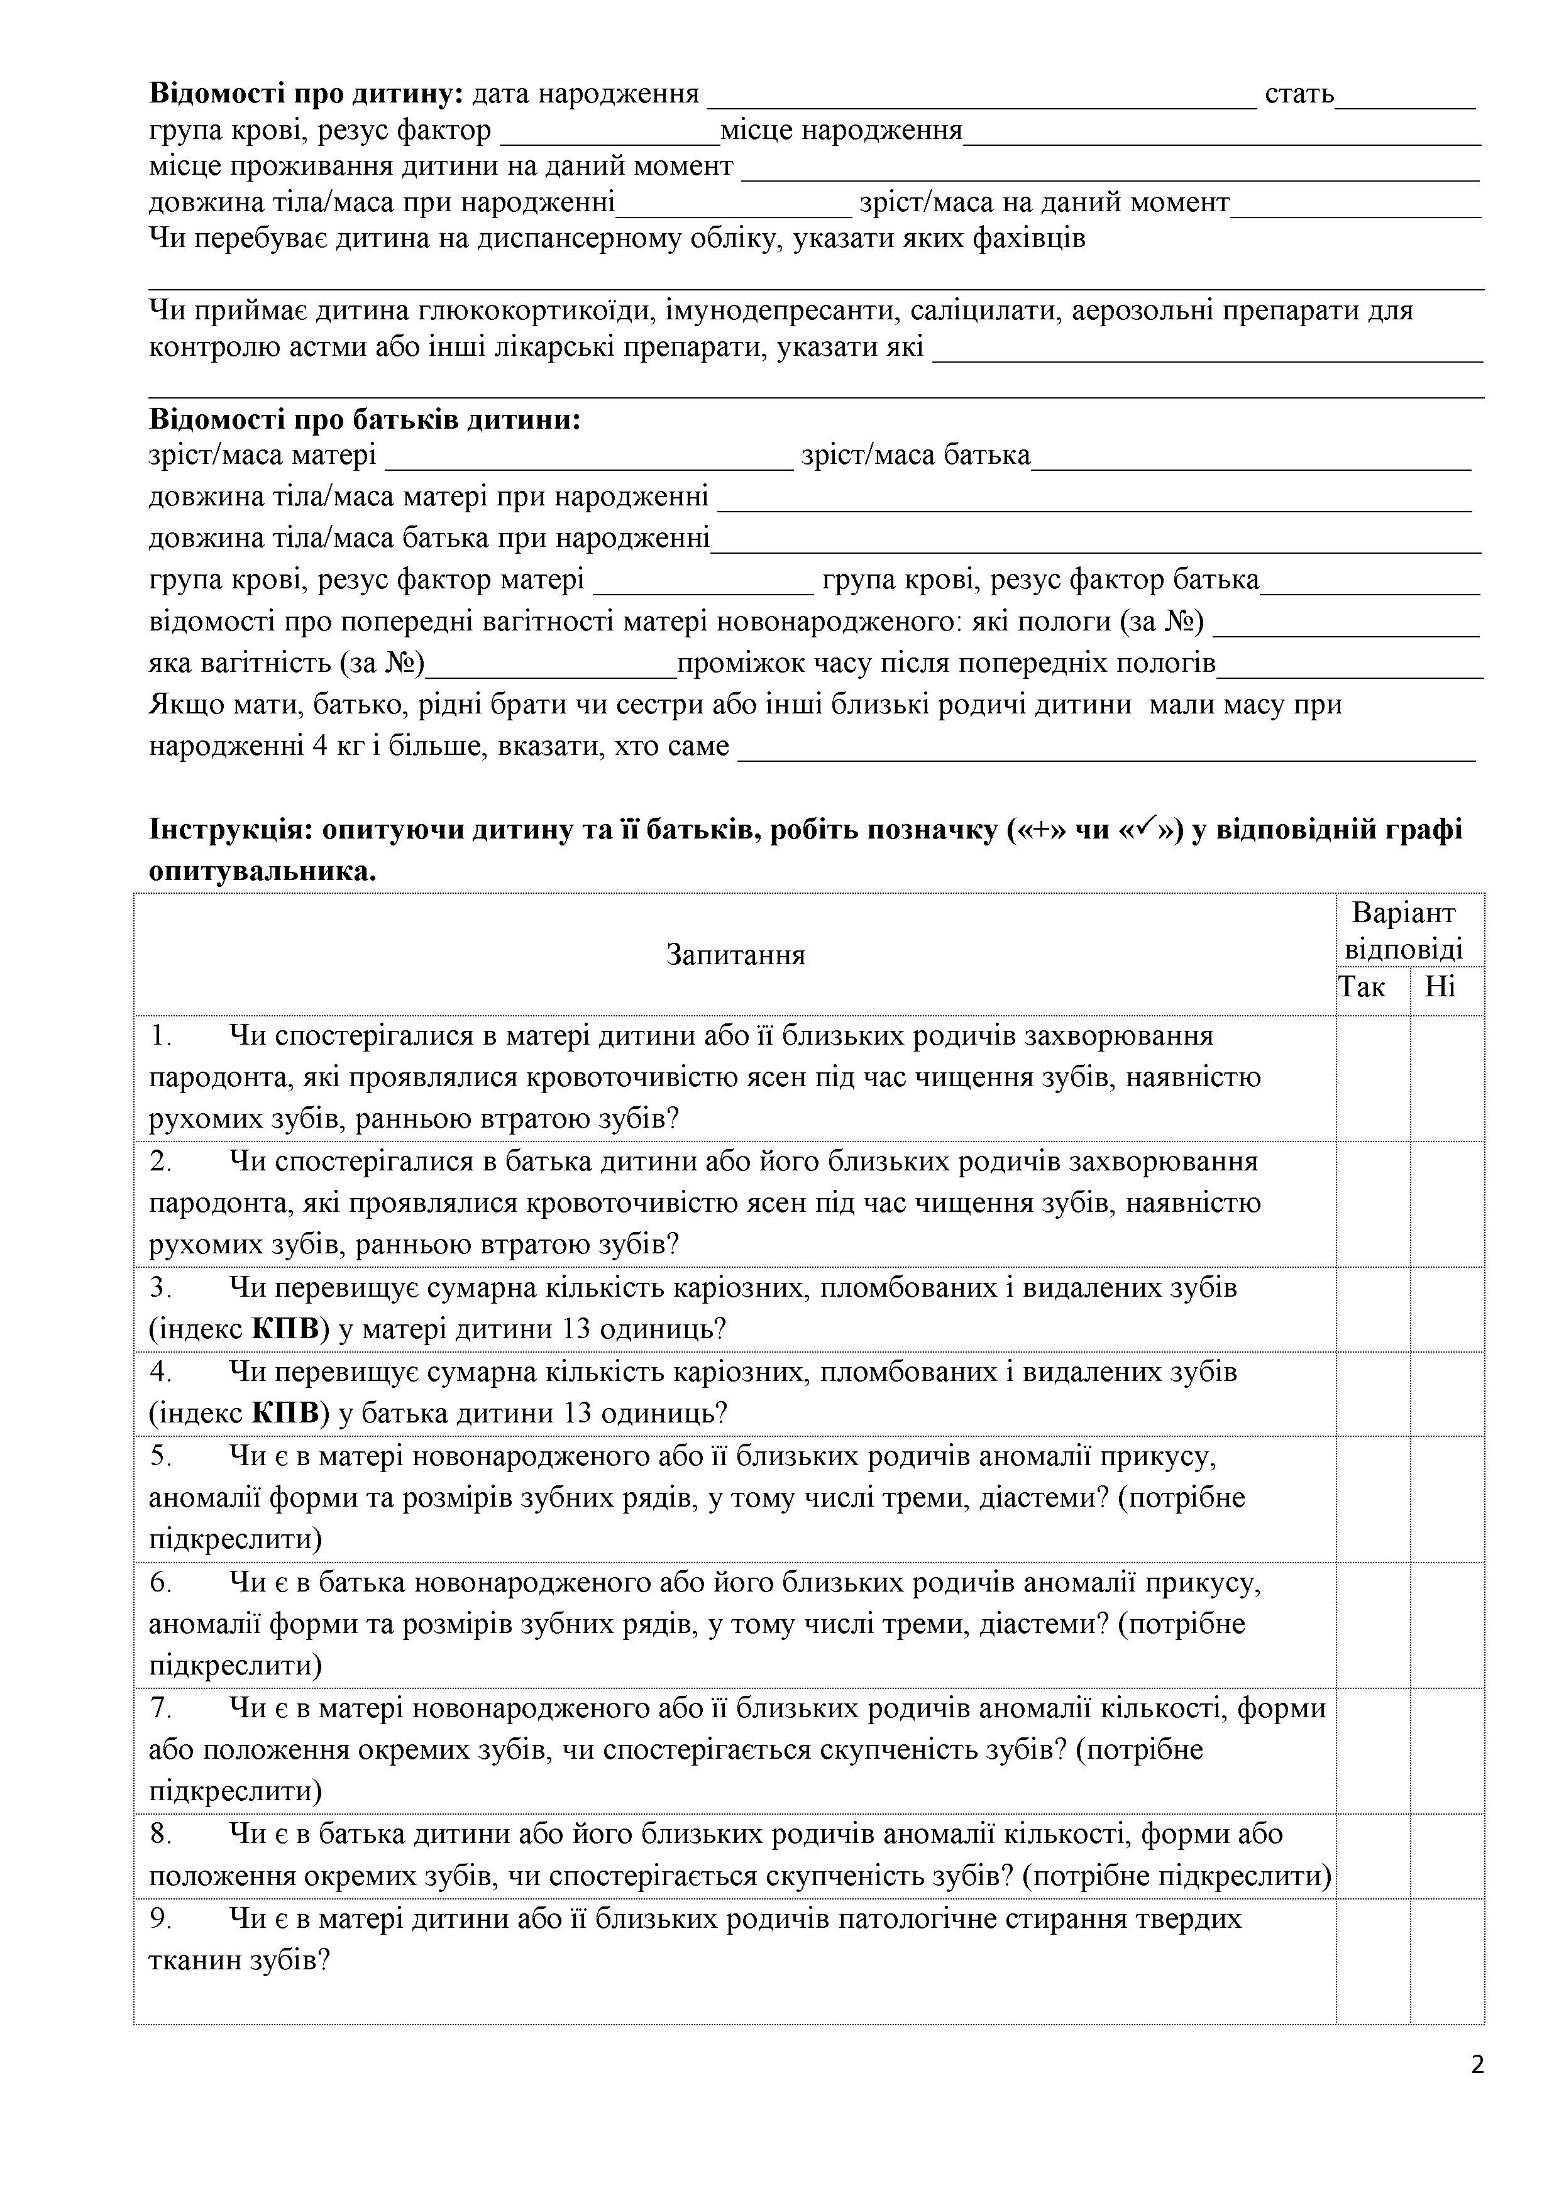 Відомості про дитину: дата народження ___________________________________ стать_________
група крові, резус фактор ______________місце народження_________________________________
місце проживання дитини на даний момент _______________________________________________
довжина тіла/маса при народженні_______________ зріст/маса на даний момент________________
Чи перебуває дитина на диспансерному обліку, указати яких фахівців
_____________________________________________________________________________________
Чи приймає дитина глюкокортикоїди, імунодепресанти, саліцилати, аерозольні препарати для
контролю астми або інші лікарські препарати, указати які ___________________________________
_____________________________________________________________________________________
Відомості про батьків дитини:
зріст/маса матері __________________________ зріст/маса батька____________________________
довжина тіла/маса матері при народженні ________________________________________________
довжина тіла/маса батька при народженні_________________________________________________
група крові, резус фактор матері ______________ група крові, резус фактор батька______________
відомості про попередні вагітності матері новонародженого: які пологи (за №) _________________
яка вагітність (за №)________________проміжок часу після попередніх пологів_________________
Якщо мати, батько, рідні брати чи сестри або інші близькі родичі дитини мали масу при
народженні 4 кг і більше, вказати, хто саме _______________________________________________
Інструкція: опитуючи дитину та її батьків, робіть позначку («+» чи «✓») у відповідній графі
опитувальника.
Запитання
Варіант
відповіді
Так Ні
1. Чи спостерігалися в матері дитини або її близьких родичів захворювання
пародонта, які проявлялися кровоточивістю ясен під час чищення зубів, наявністю
рухомих зубів, ранньою втратою зубів?
2. Чи спостерігалися в батька дитини або його близьких родичів захворювання
пародонта, які проявлялися кровоточивістю ясен під час чищення зубів, наявністю
рухомих зубів, ранньою втратою зубів?
3. Чи перевищує сумарна кількість каріозних, пломбованих і видалених зубів
(індекс КПВ) у матері дитини 13 одиниць?
4. Чи перевищує сумарна кількість каріозних, пломбованих і видалених зубів
(індекс КПВ) у батька дитини 13 одиниць?
5. Чи є в матері новонародженого або її близьких родичів аномалії прикусу,
аномалії форми та розмірів зубних рядів, у тому числі треми, діастеми? (потрібне
підкреслити)
6. Чи є в батька новонародженого або його близьких родичів аномалії прикусу,
аномалії форми та розмірів зубних рядів, у тому числі треми, діастеми? (потрібне
підкреслити)
7. Чи є в матері новонародженого або її близьких родичів аномалії кількості, форми
або положення окремих зубів, чи спостерігається скупченість зубів? (потрібне
підкреслити)
8. Чи є в батька дитини або його близьких родичів аномалії кількості, форми або
положення окремих зубів, чи спостерігається скупченість зубів? (потрібне підкреслити)
9. Чи є в матері дитини або її близьких родичів патологічне стирання твердих
тканин зубів?
2